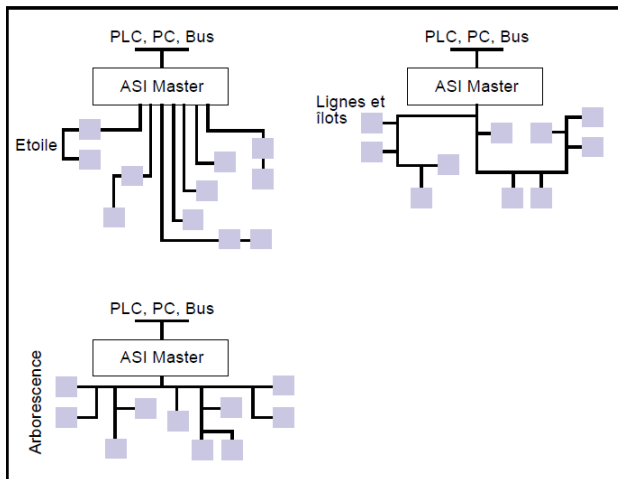 PLC, PC, Bus
ASI Master
Etoile
PLC, PC, Bus
ASI Master
Lignes et
îlots
PLC, PC, Bus
ASI Master
Arborescence